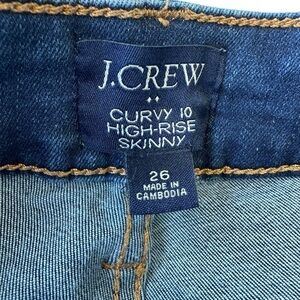 J.CREW
CURVY 10
HIGH-RISE
SKINNY
26
MADE IN
CAMBODIA